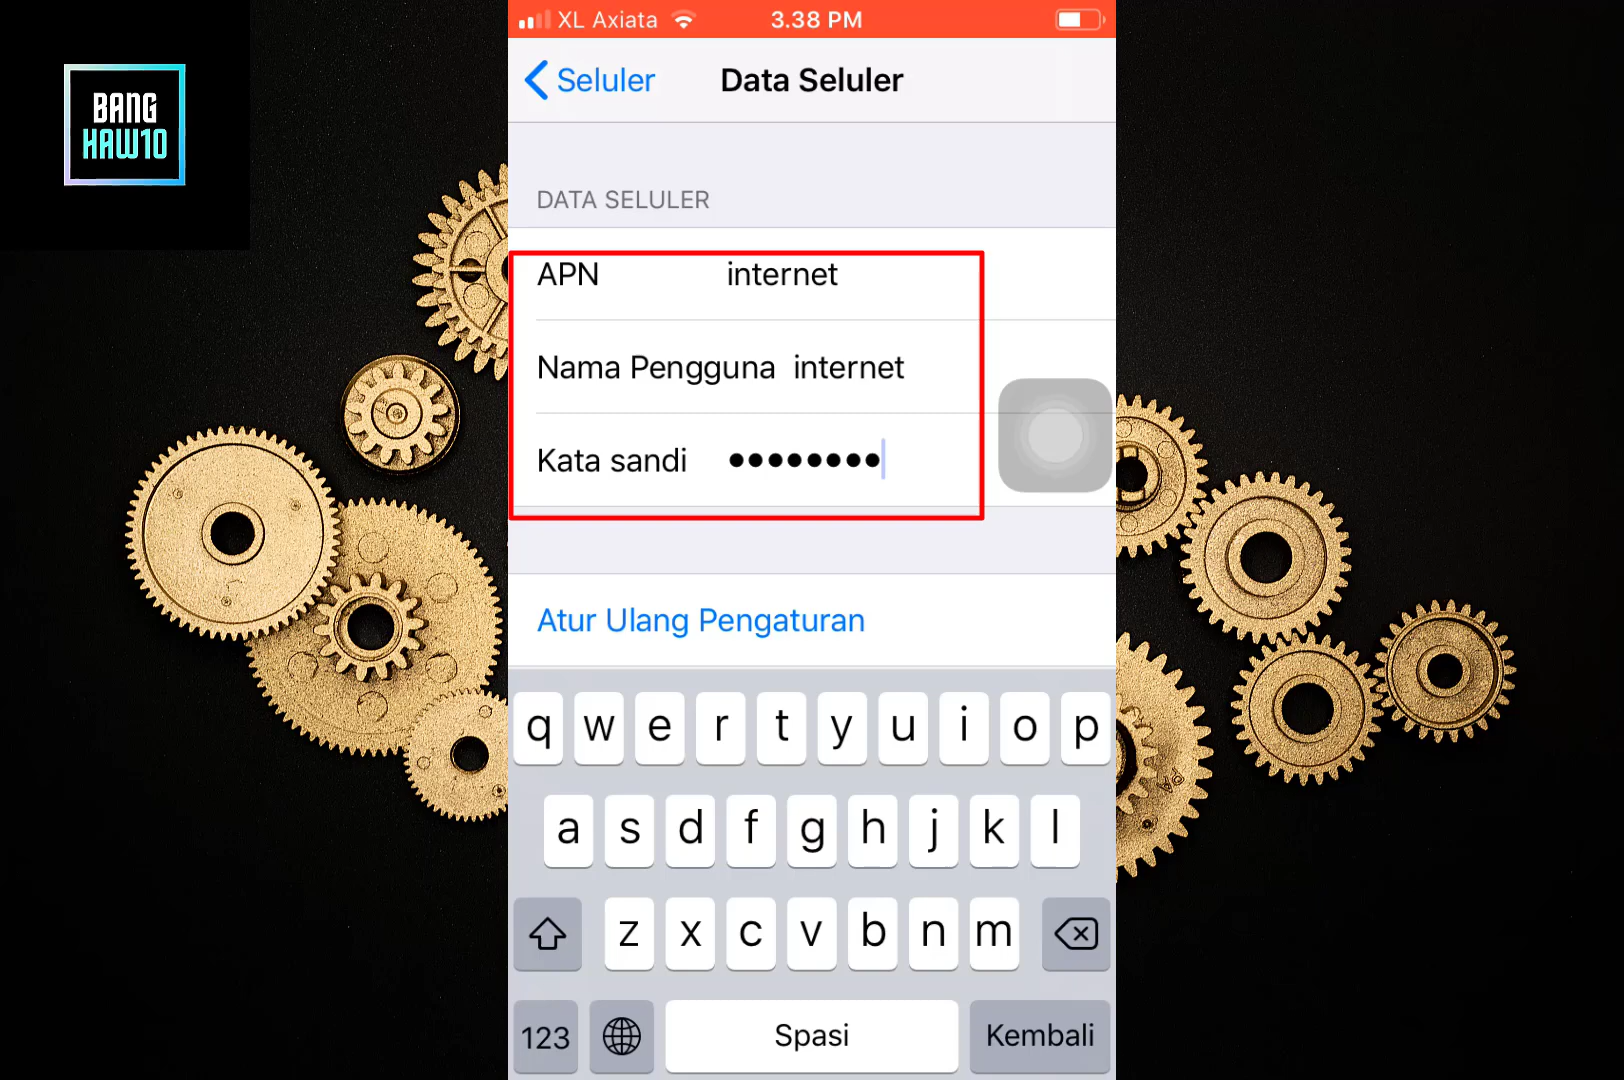 BANG
HAW10
XL Axiata 3.38 PM
Seluler Data Seluler
DATA SELULER
APN internet
Nama Pengguna internet
Kata sandi ••••••••
Atur Ulang Pengaturan
q w e r t y u i o p
a s d f g h j k l
z x c v b n m
123 Spasi Kembali